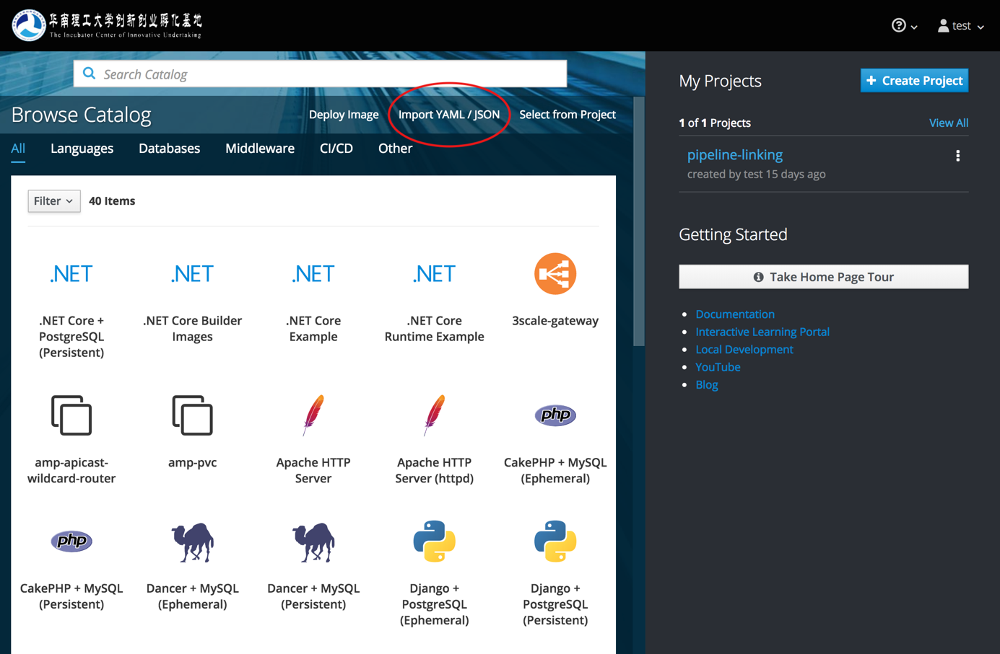 华南理工大学创新创业孵化基地
The Incubator Center of Innovative Undertaking
test
Search Catalog
Browse Catalog
Deploy Image
Import YAML / JSON
Select from Project
All
Languages
Databases
Middleware
CI/CD
Other
Filter
40 Items
.NET
.NET
.NET
.NET
.NET Core +
PostgreSQL
(Persistent)
.NET Core Builder
Images
.NET Core
Example
.NET Core
Runtime Example
3scale-gateway
php
amp-apicast-
wildcard-router
amp-pvc
Apache HTTP
Server
Apache HTTP
Server (httpd)
CakePHP + MySQL
(Ephemeral)
php
CakePHP + MySQL
(Persistent)
Dancer + MySQL
(Ephemeral)
Dancer + MySQL
(Persistent)
Django +
PostgreSQL
(Ephemeral)
Django +
PostgreSQL
(Persistent)
My Projects
+ Create Project
1 of 1 Projects
View All
pipeline-linking
created by test 15 days ago
Getting Started
Take Home Page Tour
Documentation
Interactive Learning Portal
Local Development
YouTube
Blog